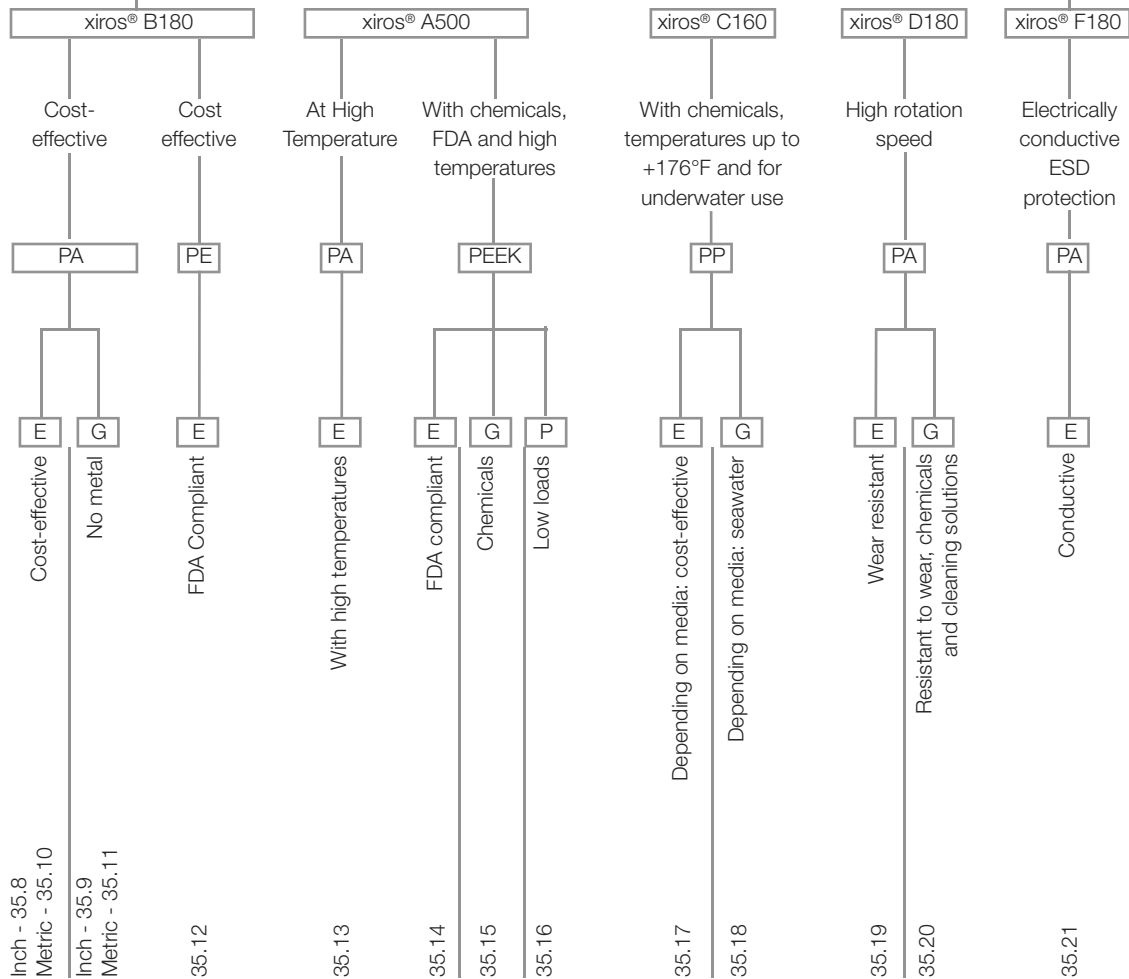 xiros® B180
xiros® A500
xiros® C160
xiros® D180
xiros® F180
Cost-
effective
Cost
effective
At High
Temperature
With chemicals,
FDA and high
temperatures
With chemicals,
temperatures up to
+176°F and for
underwater use
High rotation
speed
Electrically
conductive
ESD
protection
PA
PE
PA
PEEK
PP
PA
PA
E
G
E
E
E
G
P
E
G
E
G
E
Cost-effective
No metal
FDA Compliant
With high temperatures
FDA compliant
Chemicals
Low loads
Depending on media: cost-effective
Depending on media: seawater
Wear resistant
Resistant to wear, chemicals
and cleaning solutions
Conductive
Inch - 35.8
Metric - 35.10
Inch - 35.9
Metric - 35.11
35.12
35.13
35.14
35.15
35.16
35.17
35.18
35.19
35.20
35.21